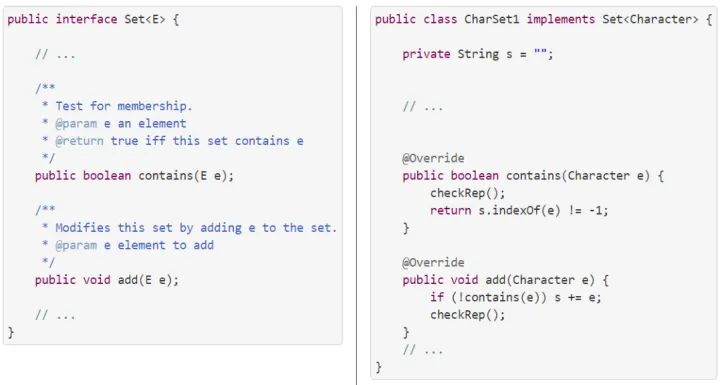 public interface Set<E> {
// ...
/**
* Test for membership.
* @param e an element
* @return true iff this set contains e
*/
public boolean contains(E e);
/**
* Modifies this set by adding e to the set.
* @param e element to add
*/
public void add(E e);
// ...
}
public class CharSet1 implements Set<Character> {
private String s = "";
// ...
@Override
public boolean contains(Character e) {
checkRep();
return s.indexOf(e) != -1;
}
@Override
public void add(Character e) {
if (!contains(e)) s += e;
checkRep();
}
// ...
}